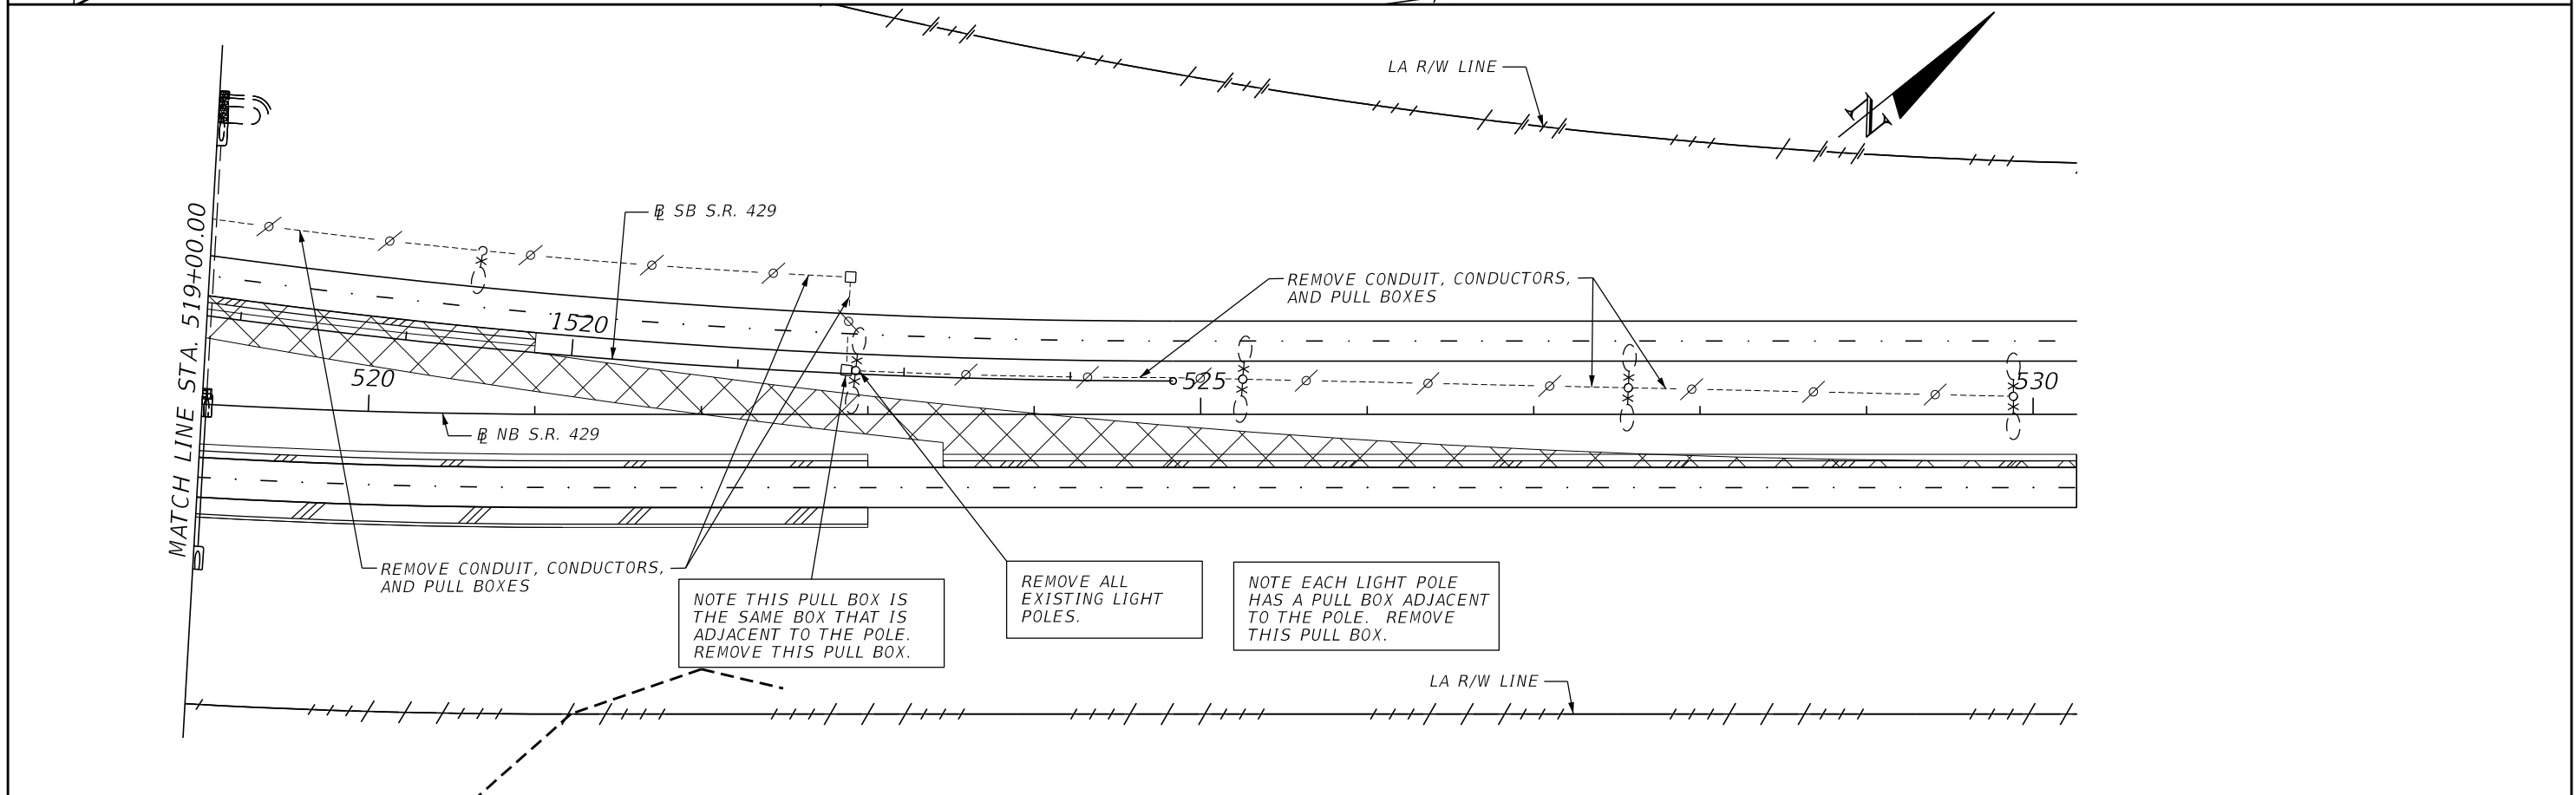 LA R/W LINE
N
MATCH LINE STA. 519+00.00
BL SB S.R. 429
REMOVE CONDUIT, CONDUCTORS,
AND PULL BOXES
1520
520
525
530
BL NB S.R. 429
REMOVE CONDUIT, CONDUCTORS,
AND PULL BOXES
NOTE THIS PULL BOX IS
THE SAME BOX THAT IS
ADJACENT TO THE POLE.
REMOVE THIS PULL BOX.
REMOVE ALL
EXISTING LIGHT
POLES.
NOTE EACH LIGHT POLE
HAS A PULL BOX ADJACENT
TO THE POLE. REMOVE
THIS PULL BOX.
LA R/W LINE